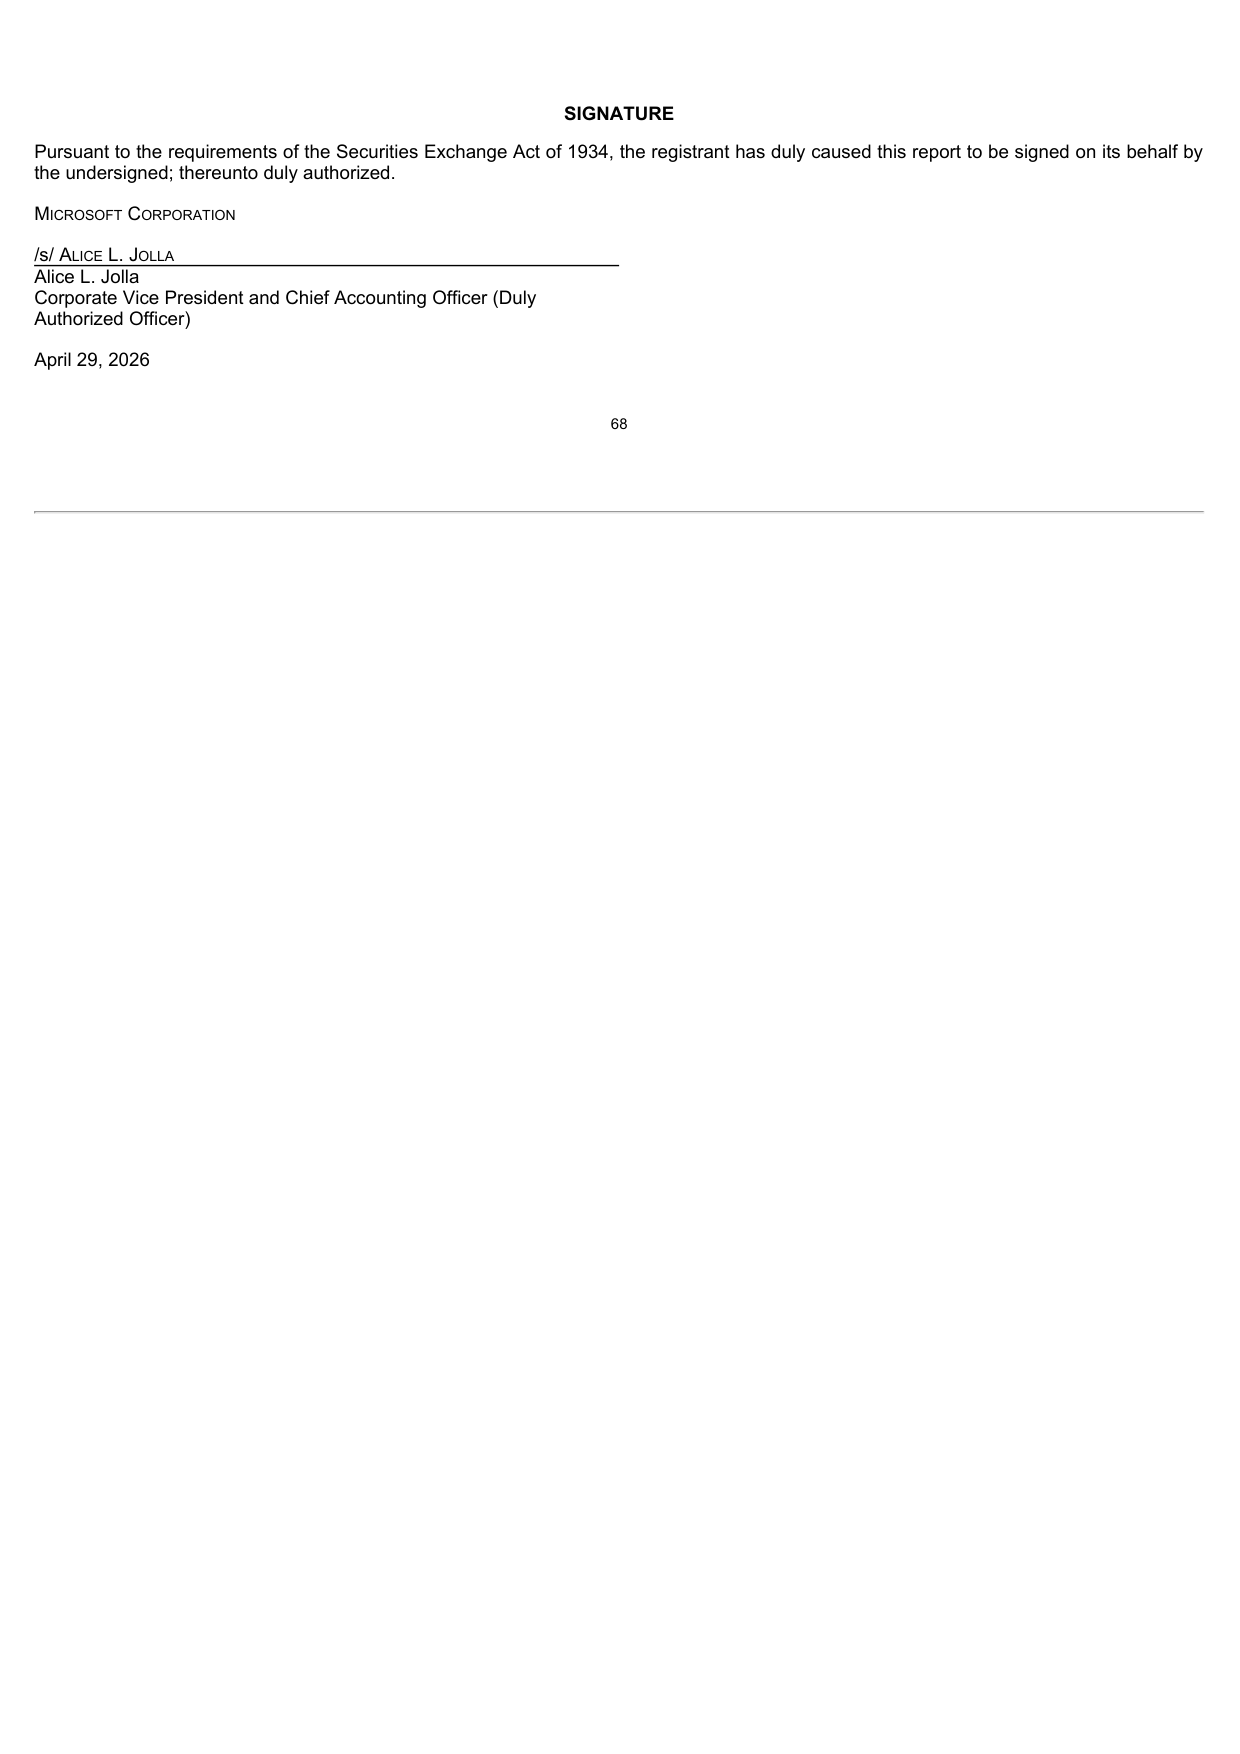 SIGNATURE
Pursuant to the requirements of the Securities Exchange Act of 1934, the registrant has duly caused this report to be signed on its behalf by
the undersigned; thereunto duly authorized.
MICROSOFT CORPORATION
/s/ ALICE L. JOLLA
Alice L. Jolla
Corporate Vice President and Chief Accounting Officer (Duly
Authorized Officer)
April 29, 2026
68